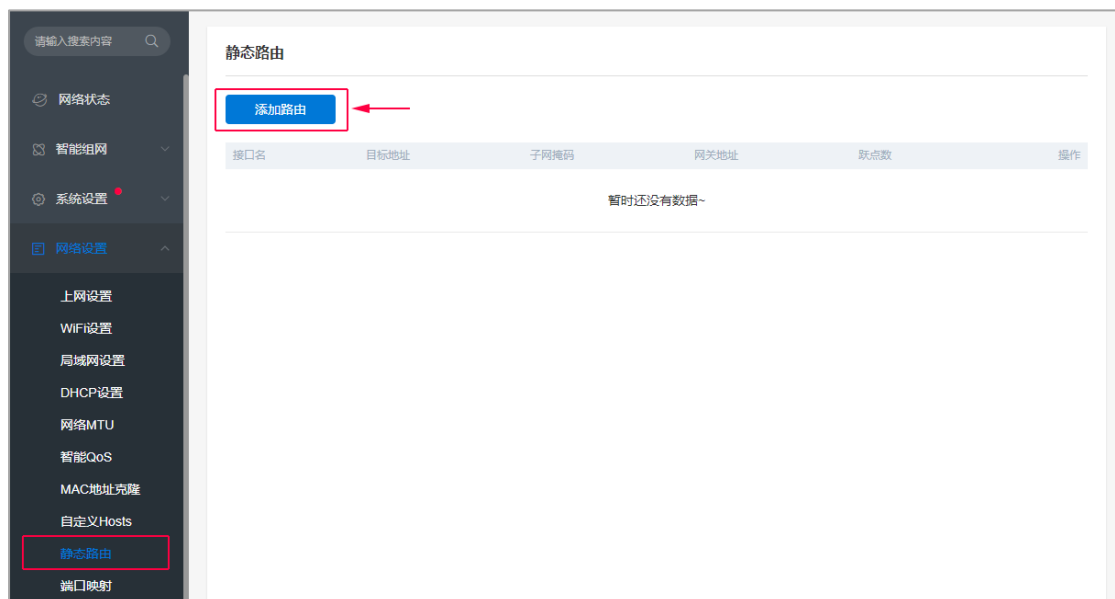 请输入搜索内容
网络状态
智能组网
系统设置
网络设置
上网设置
WiFi设置
局域网设置
DHCP设置
网络MTU
智能QoS
MAC地址克隆
自定义Hosts
静态路由
端口映射
静态路由
添加路由
接口名 目标地址 子网掩码 网关地址 跃点数 操作
暂时还没有数据~